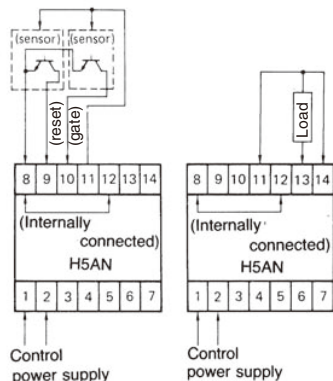 (sensor) (sensor)
(reset)
(gate)
8 9 10 11 12 13 14
(Internally
connected)
H5AN
1 2 3 4 5 6 7
Control
power supply
Load
8 9 10 11 12 13 14
(Internally
connected)
H5AN
1 2 3 4 5 6 7
Control
power supply